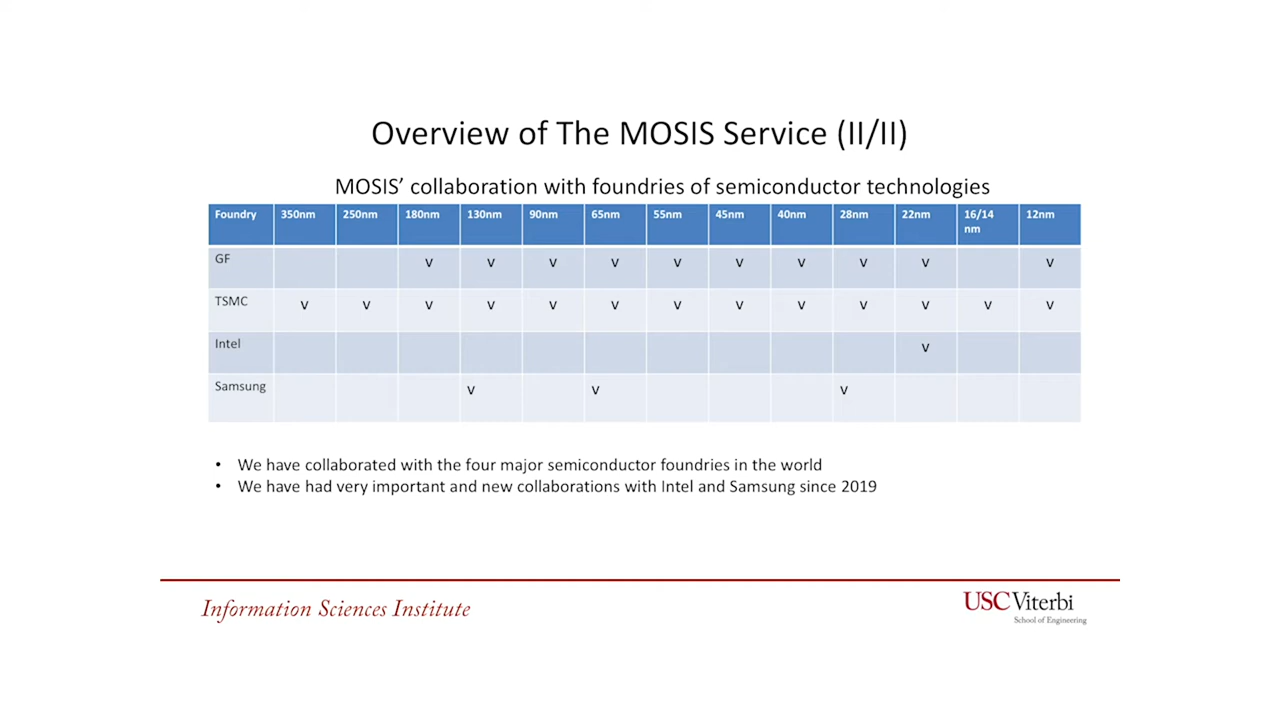 Overview of The MOSIS Service (II/II)
MOSIS’ collaboration with foundries of semiconductor technologies
Foundry 350nm 250nm 180nm 130nm 90nm 65nm 55nm 45nm 40nm 28nm 22nm 16/14 nm 12nm
GF v v v v v v v v v v
TSMC v v v v v v v v v v v v v
Intel v
Samsung v v v
• We have collaborated with the four major semiconductor foundries in the world
• We have had very important and new collaborations with Intel and Samsung since 2019
Information Sciences Institute
USC Viterbi
School of Engineering